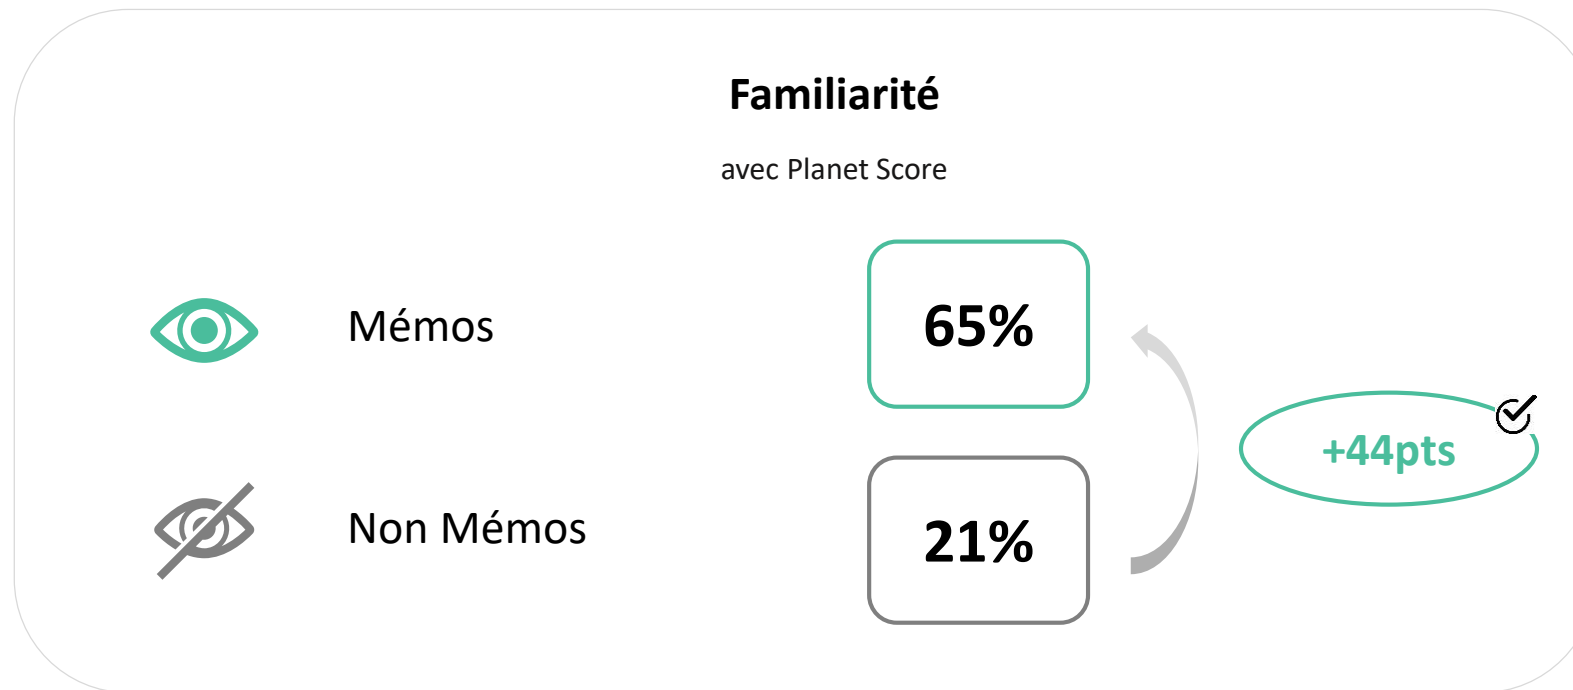 Familiarité
avec Planet Score
Mémos
65%
+44pts
Non Mémos
21%